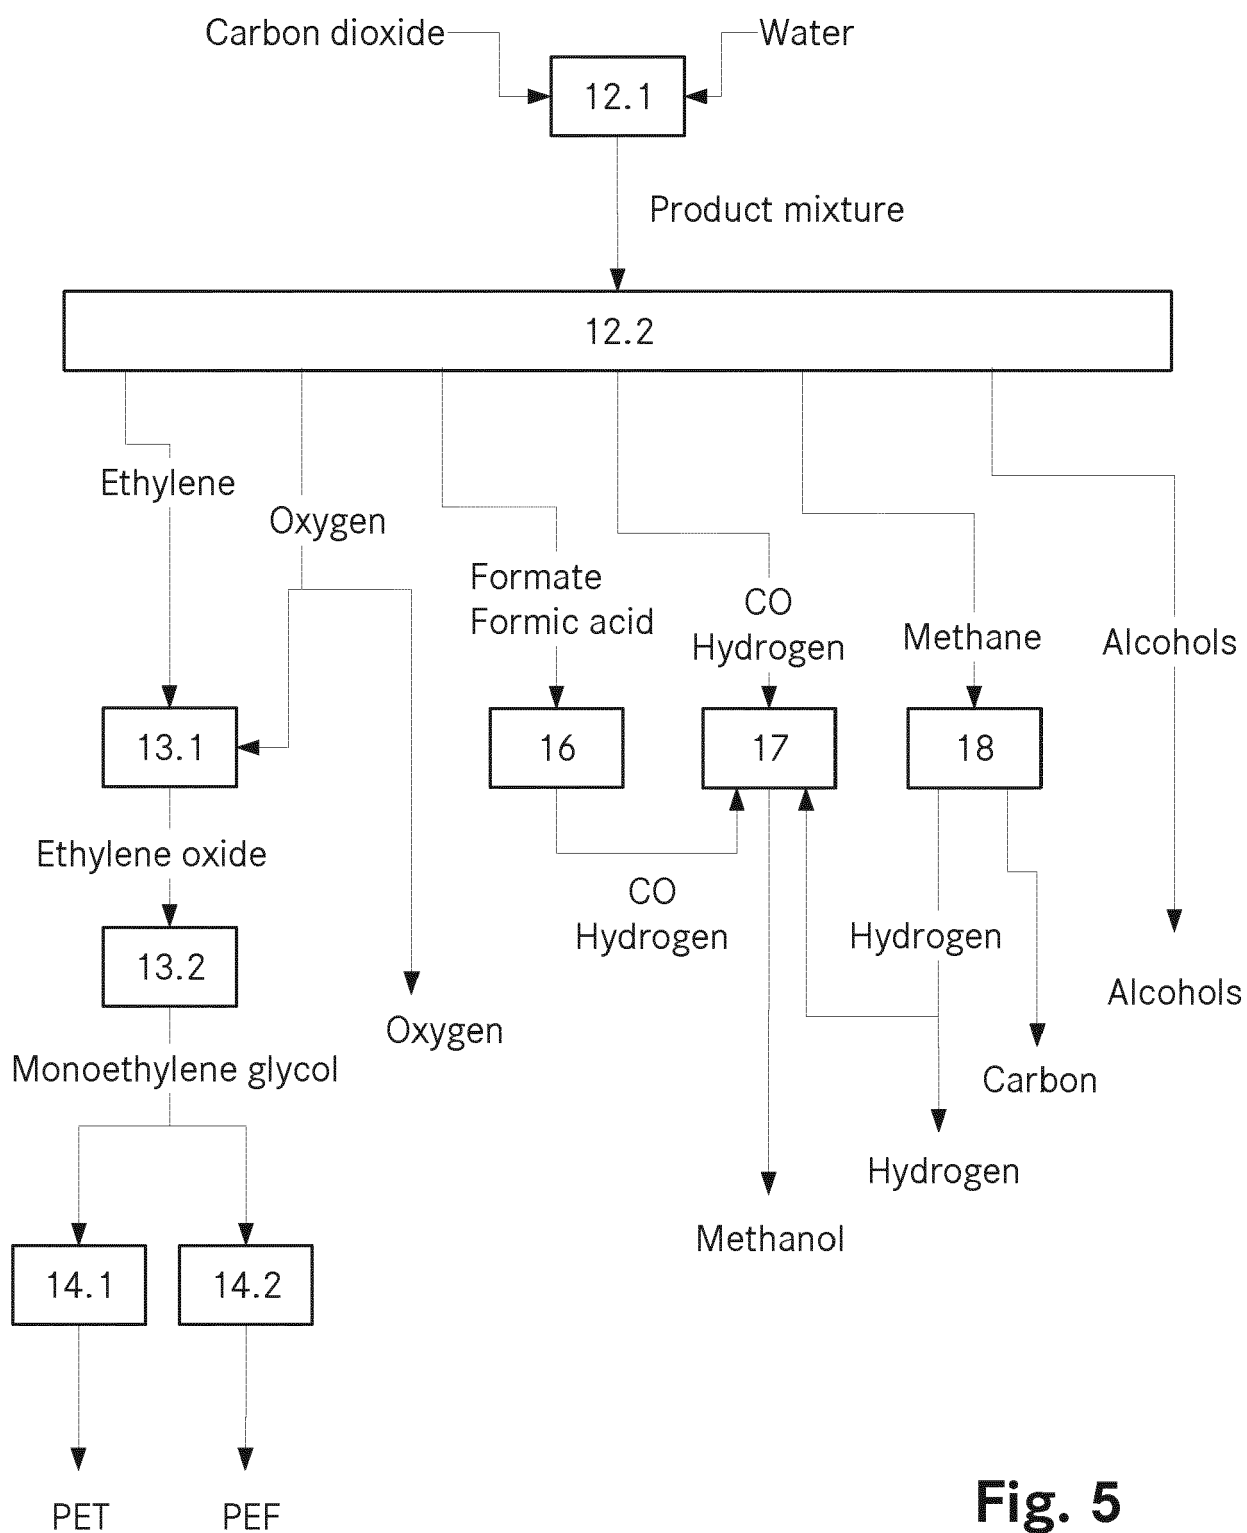 Carbon dioxide
Water
12.1
Product mixture
12.2
Ethylene
Oxygen
Formate
Formic acid
CO
Hydrogen
Methane
Alcohols
13.1
16
17
18
Ethylene oxide
CO
Hydrogen
Hydrogen
13.2
Alcohols
Oxygen
Monoethylene glycol
Carbon
Hydrogen
Methanol
14.1
14.2
PET
PEF
Fig. 5